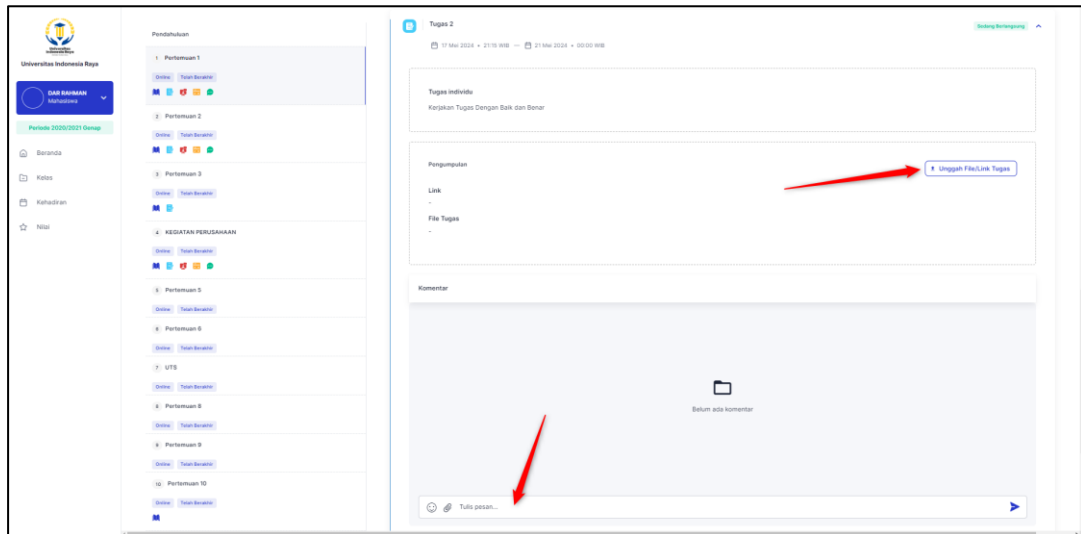 Universitas
Indonesia Raya
Universitas Indonesia Raya
DAR RAHMAN
Mahasiswa
Periode 2020/2021 Genap
Beranda
Kelas
Kehadiran
Nilai
Pendahuluan
1 Pertemuan 1
Online Telah Berakhir
2 Pertemuan 2
Online Telah Berakhir
3 Pertemuan 3
Online Telah Berakhir
4 KEGIATAN PERUSAHAAN
Online Telah Berakhir
5 Pertemuan 5
Online Telah Berakhir
6 Pertemuan 6
Online Telah Berakhir
7 UTS
Online Telah Berakhir
8 Pertemuan 8
Online Telah Berakhir
9 Pertemuan 9
Online Telah Berakhir
10 Pertemuan 10
Online Telah Berakhir
Tugas 2
Sedang Berlangsung
17 Mei 2024 • 21:15 WIB — 21 Mei 2024 • 00:00 WIB
Tugas individu
Kerjakan Tugas Dengan Baik dan Benar
Pengumpulan
Unggah File/Link Tugas
Link
-
File Tugas
-
Komentar
Belum ada komentar
Tulis pesan...